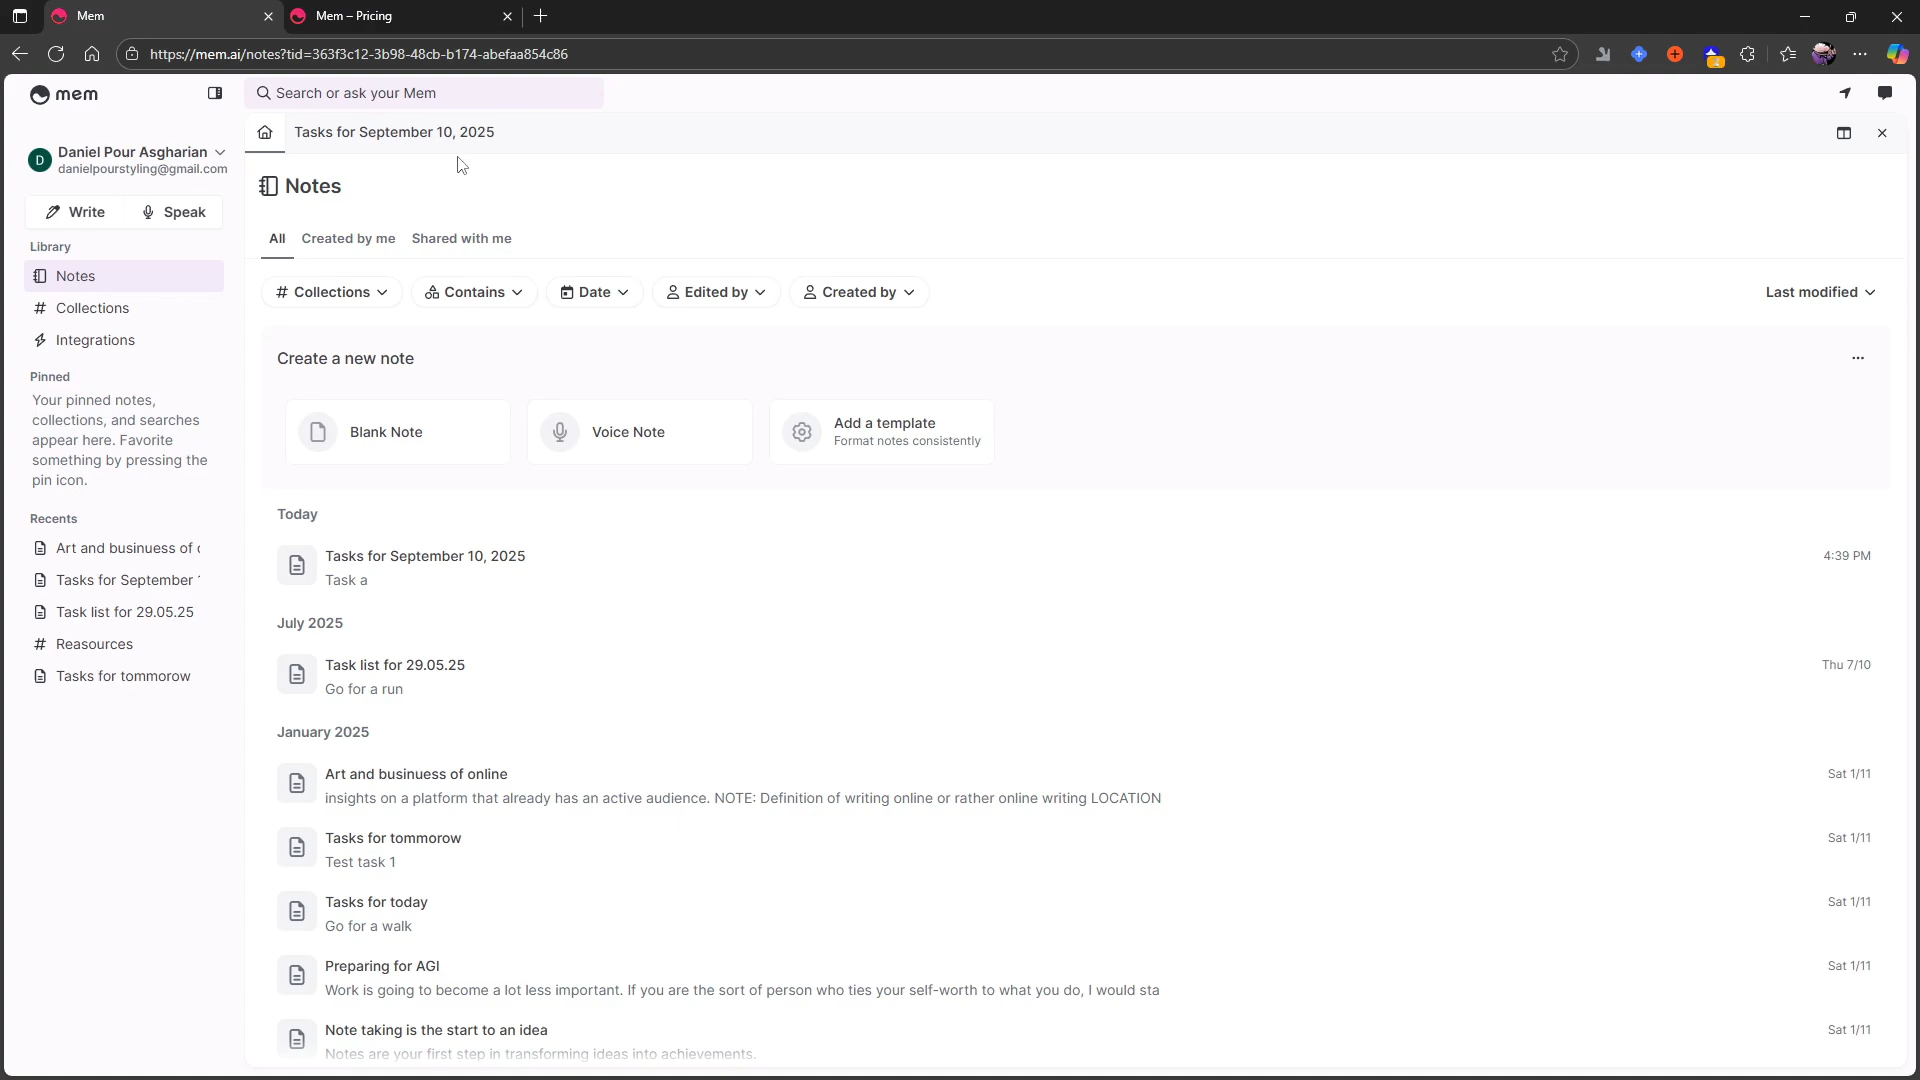 Mem
Mem – Pricing
https://mem.ai/notes?tid=363f3c12-3b98-48cb-b174-abefaa854c86
2
mem
Search or ask your Mem
Tasks for September 10, 2025
D
Daniel Pour Asgharian
danielpourstyling@gmail.com
Write
Speak
Library
Notes
Collections
Integrations
Pinned
Your pinned notes,
collections, and searches
appear here. Favorite
something by pressing the
pin icon.
Recents
Art and businuess of
Tasks for September
Task list for 29.05.25
Reasources
Tasks for tommorow
Notes
All
Created by me
Shared with me
Collections
Contains
Date
Edited by
Created by
Last modified
Create a new note
Blank Note
Voice Note
Add a template
Format notes consistently
Today
Tasks for September 10, 2025
4:39 PM
Task a
July 2025
Task list for 29.05.25
Thu 7/10
Go for a run
January 2025
Art and businuess of online
Sat 1/11
insights on a platform that already has an active audience. NOTE: Definition of writing online or rather online writing LOCATION
Tasks for tommorow
Sat 1/11
Test task 1
Tasks for today
Sat 1/11
Go for a walk
Preparing for AGI
Sat 1/11
Work is going to become a lot less important. If you are the sort of person who ties your self-worth to what you do, I would sta
Note taking is the start to an idea
Sat 1/11
Notes are your first step in transforming ideas into achievements.